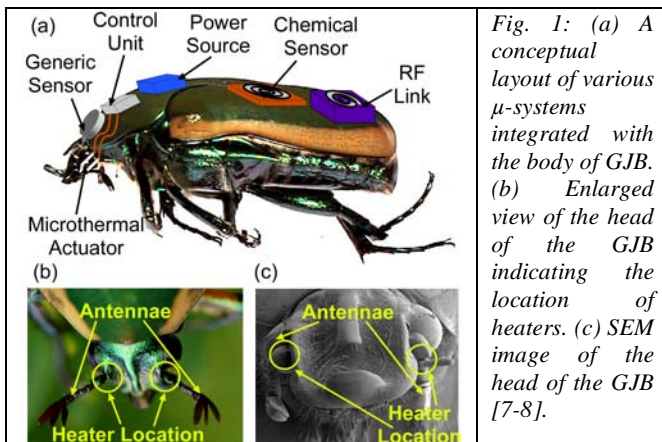 (a)
Control
Unit
Power
Source
Chemical
Sensor
Generic
Sensor
RF
Link
Microthermal
Actuator
(b)
Antennae
Heater Location
(c)
Antennae
Heater
Location
Fig. 1: (a) A
conceptual
layout of various
μ-systems
integrated with
the body of GJB.
(b) Enlarged
view of the head
of the GJB
indicating the
location of
heaters. (c) SEM
image of the
head of the GJB
[7-8].